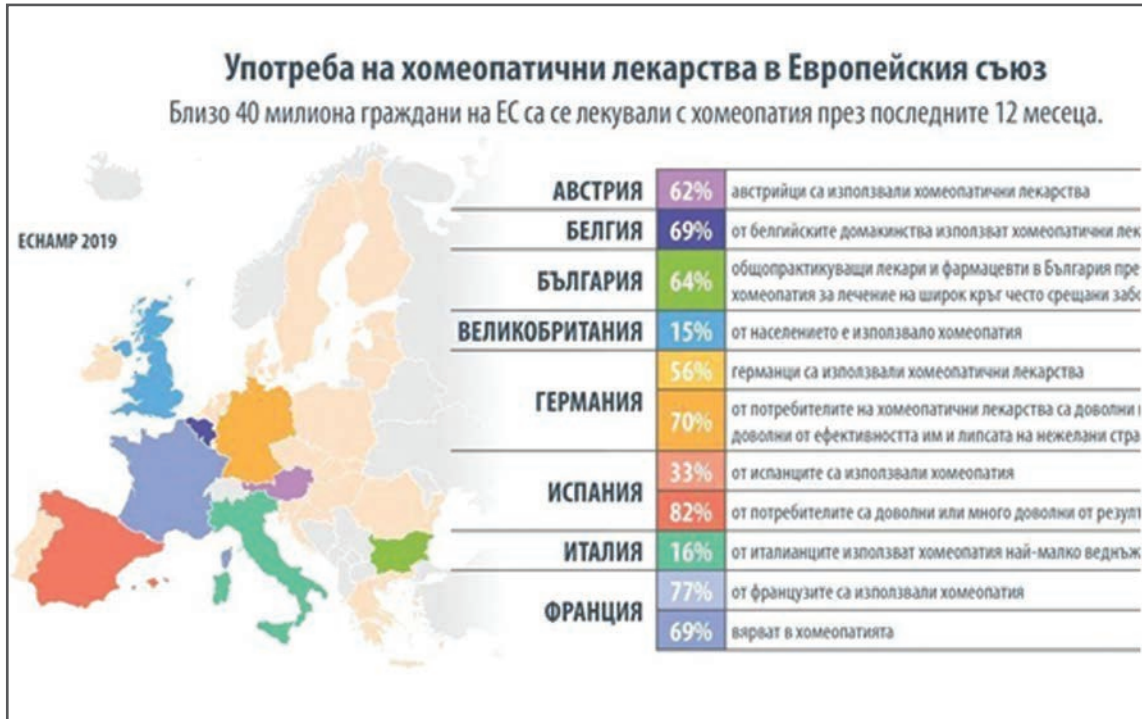 Употреба на хомеопатични лекарства в Европейския съюз
Близо 40 милиона граждани на ЕС са се лекували с хомеопатия през последните 12 месеца.
ECHAMP 2019
АВСТРИЯ 62% австрийци са използвали хомеопатични лекарства
БЕЛГИЯ 69% от белгийските домакинства използват хомеопатични
БЪЛГАРИЯ 64% общопрактикуващи лекари и фармацевти в България
хомеопатия за лечение на широк кръг често срещани
ВЕЛИКОБРИТАНИЯ 15% от населението е използвало хомеопатия
ГЕРМАНИЯ
56% германци са използвали хомеопатични лекарства
70% от потребителите на хомеопатични лекарства са доволни
доволни от ефективността им и липсата на нежелани
ИСПАНИЯ
33% от испанците са използвали хомеопатия
82% от потребителите са доволни или много доволни от
ИТАЛИЯ 16% от италианците използват хомеопатия най-малко веднъж
ФРАНЦИЯ
77% от французите са използвали хомеопатия
69% вярват в хомеопатията